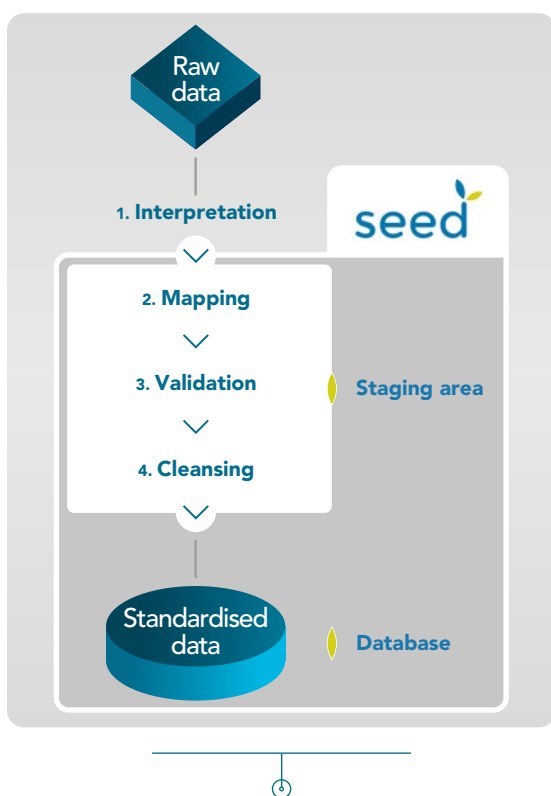 Raw
data
1. Interpretation
seed
2. Mapping
3. Validation
Staging area
4. Cleansing
Standardised
data
Database